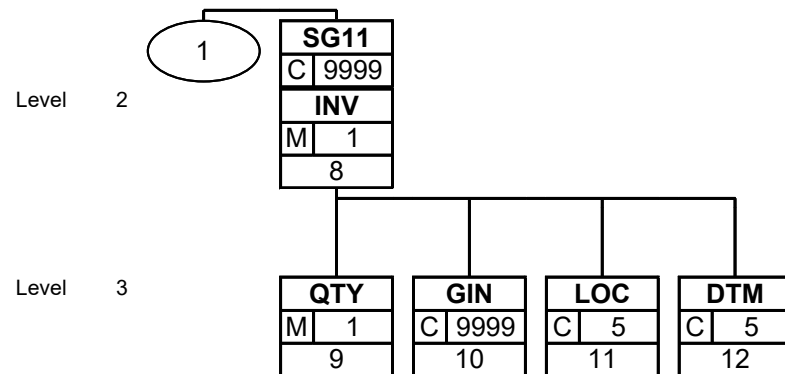 1
SG11
C 9999
Level 2
INV
M 1
8
Level 3
QTY GIN LOC DTM
M 1 C 9999 C 5 C 5
9 10 11 12